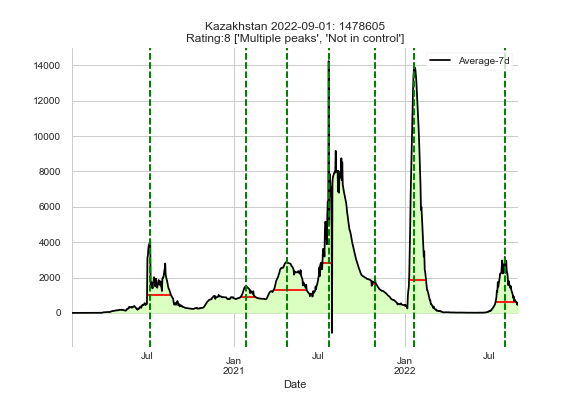 Kazakhstan 2022-09-01: 1478605
Rating:8 ['Multiple peaks', 'Not in control']
Average-7d
14000
12000
10000
8000
6000
4000
2000
0
Jul
Jan
2021
Jul
Jan
2022
Jul
Date